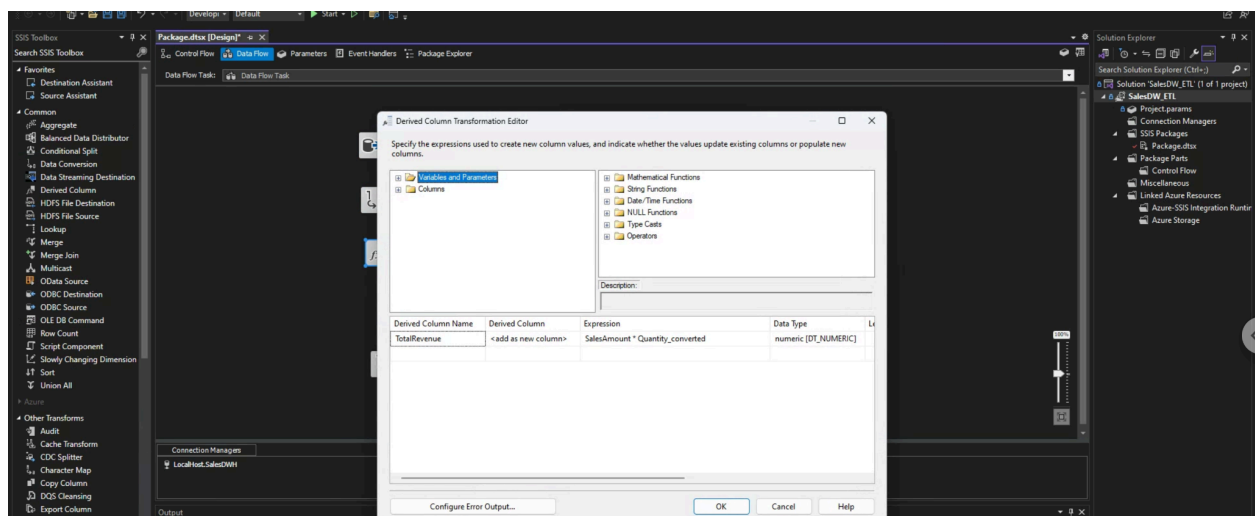 Developi
Default
Start
SSIS Toolbox
Search SSIS Toolbox
Favorites
Destination Assistant
Source Assistant
Common
Aggregate
Balanced Data Distributor
Conditional Split
Data Conversion
Data Streaming Destination
Derived Column
HDFS File Destination
HDFS File Source
Lookup
Merge
Merge Join
Multicast
OData Source
ODBC Destination
ODBC Source
OLE DB Command
Row Count
Script Component
Slowly Changing Dimension
Sort
Union All
Azure
Other Transforms
Audit
Cache Transform
CDC Splitter
Character Map
Copy Column
DQS Cleansing
Export Column
Package.dtsx [Design]*
Control Flow Data Flow Parameters Event Handlers Package Explorer
Data Flow Task: Data Flow Task
Derived Column Transformation Editor
Specify the expressions used to create new column values, and indicate whether the values update existing columns or populate new
columns.
Variables and Parameters
Columns
Mathematical Functions
String Functions
Date/Time Functions
NULL Functions
Type Casts
Operators
Description:
Derived Column Name Derived Column Expression Data Type Le
TotalRevenue <add as new column> SalesAmount * Quantity_converted numeric [DT_NUMERIC]
Configure Error Output... OK Cancel Help
100%
Connection Managers
LocalHost.SalesDWH
Output
Solution Explorer
Search Solution Explorer (Ctrl+;)
Solution 'SalesDW_ETL' (1 of 1 project)
SalesDW_ETL
Project.params
Connection Managers
SSIS Packages
Package.dtsx
Package Parts
Control Flow
Miscellaneous
Linked Azure Resources
Azure-SSIS Integration Runtir
Azure Storage